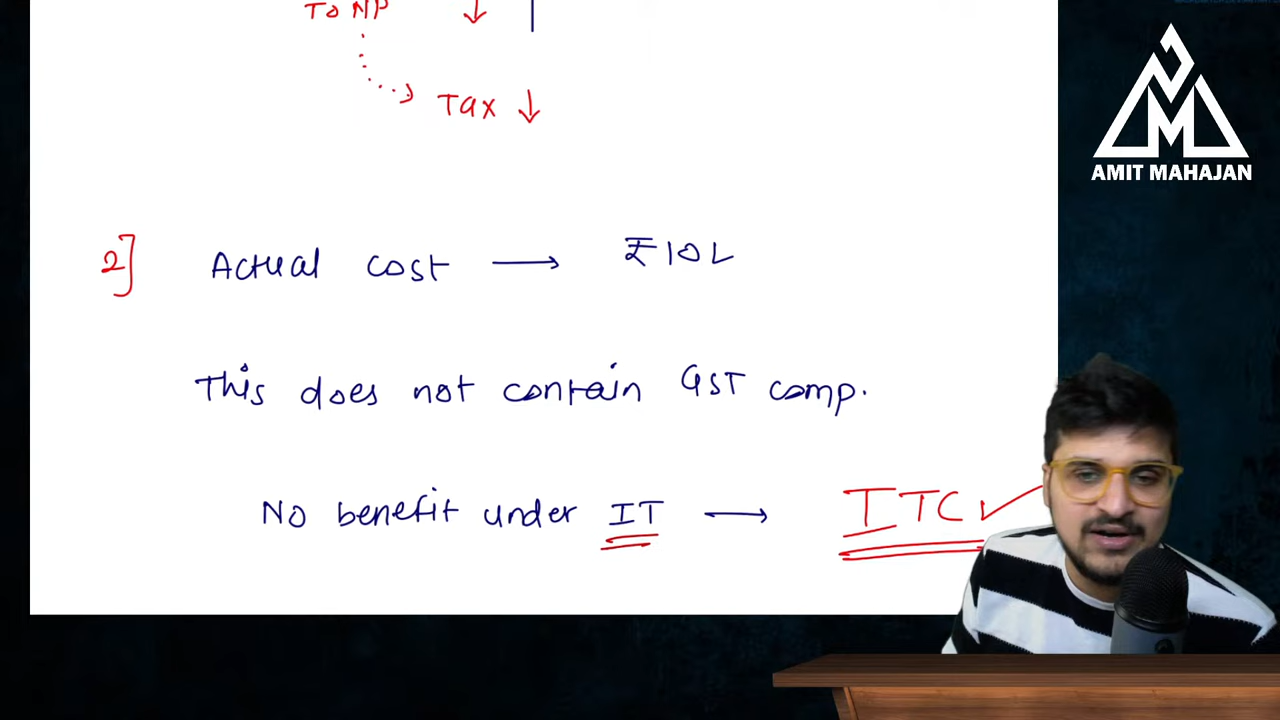 To NP ↓
Tax ↓
2] Actual cost → ₹10L
This does not contain GST comp.
No benefit under IT → ITC ✓
AMIT MAHAJAN